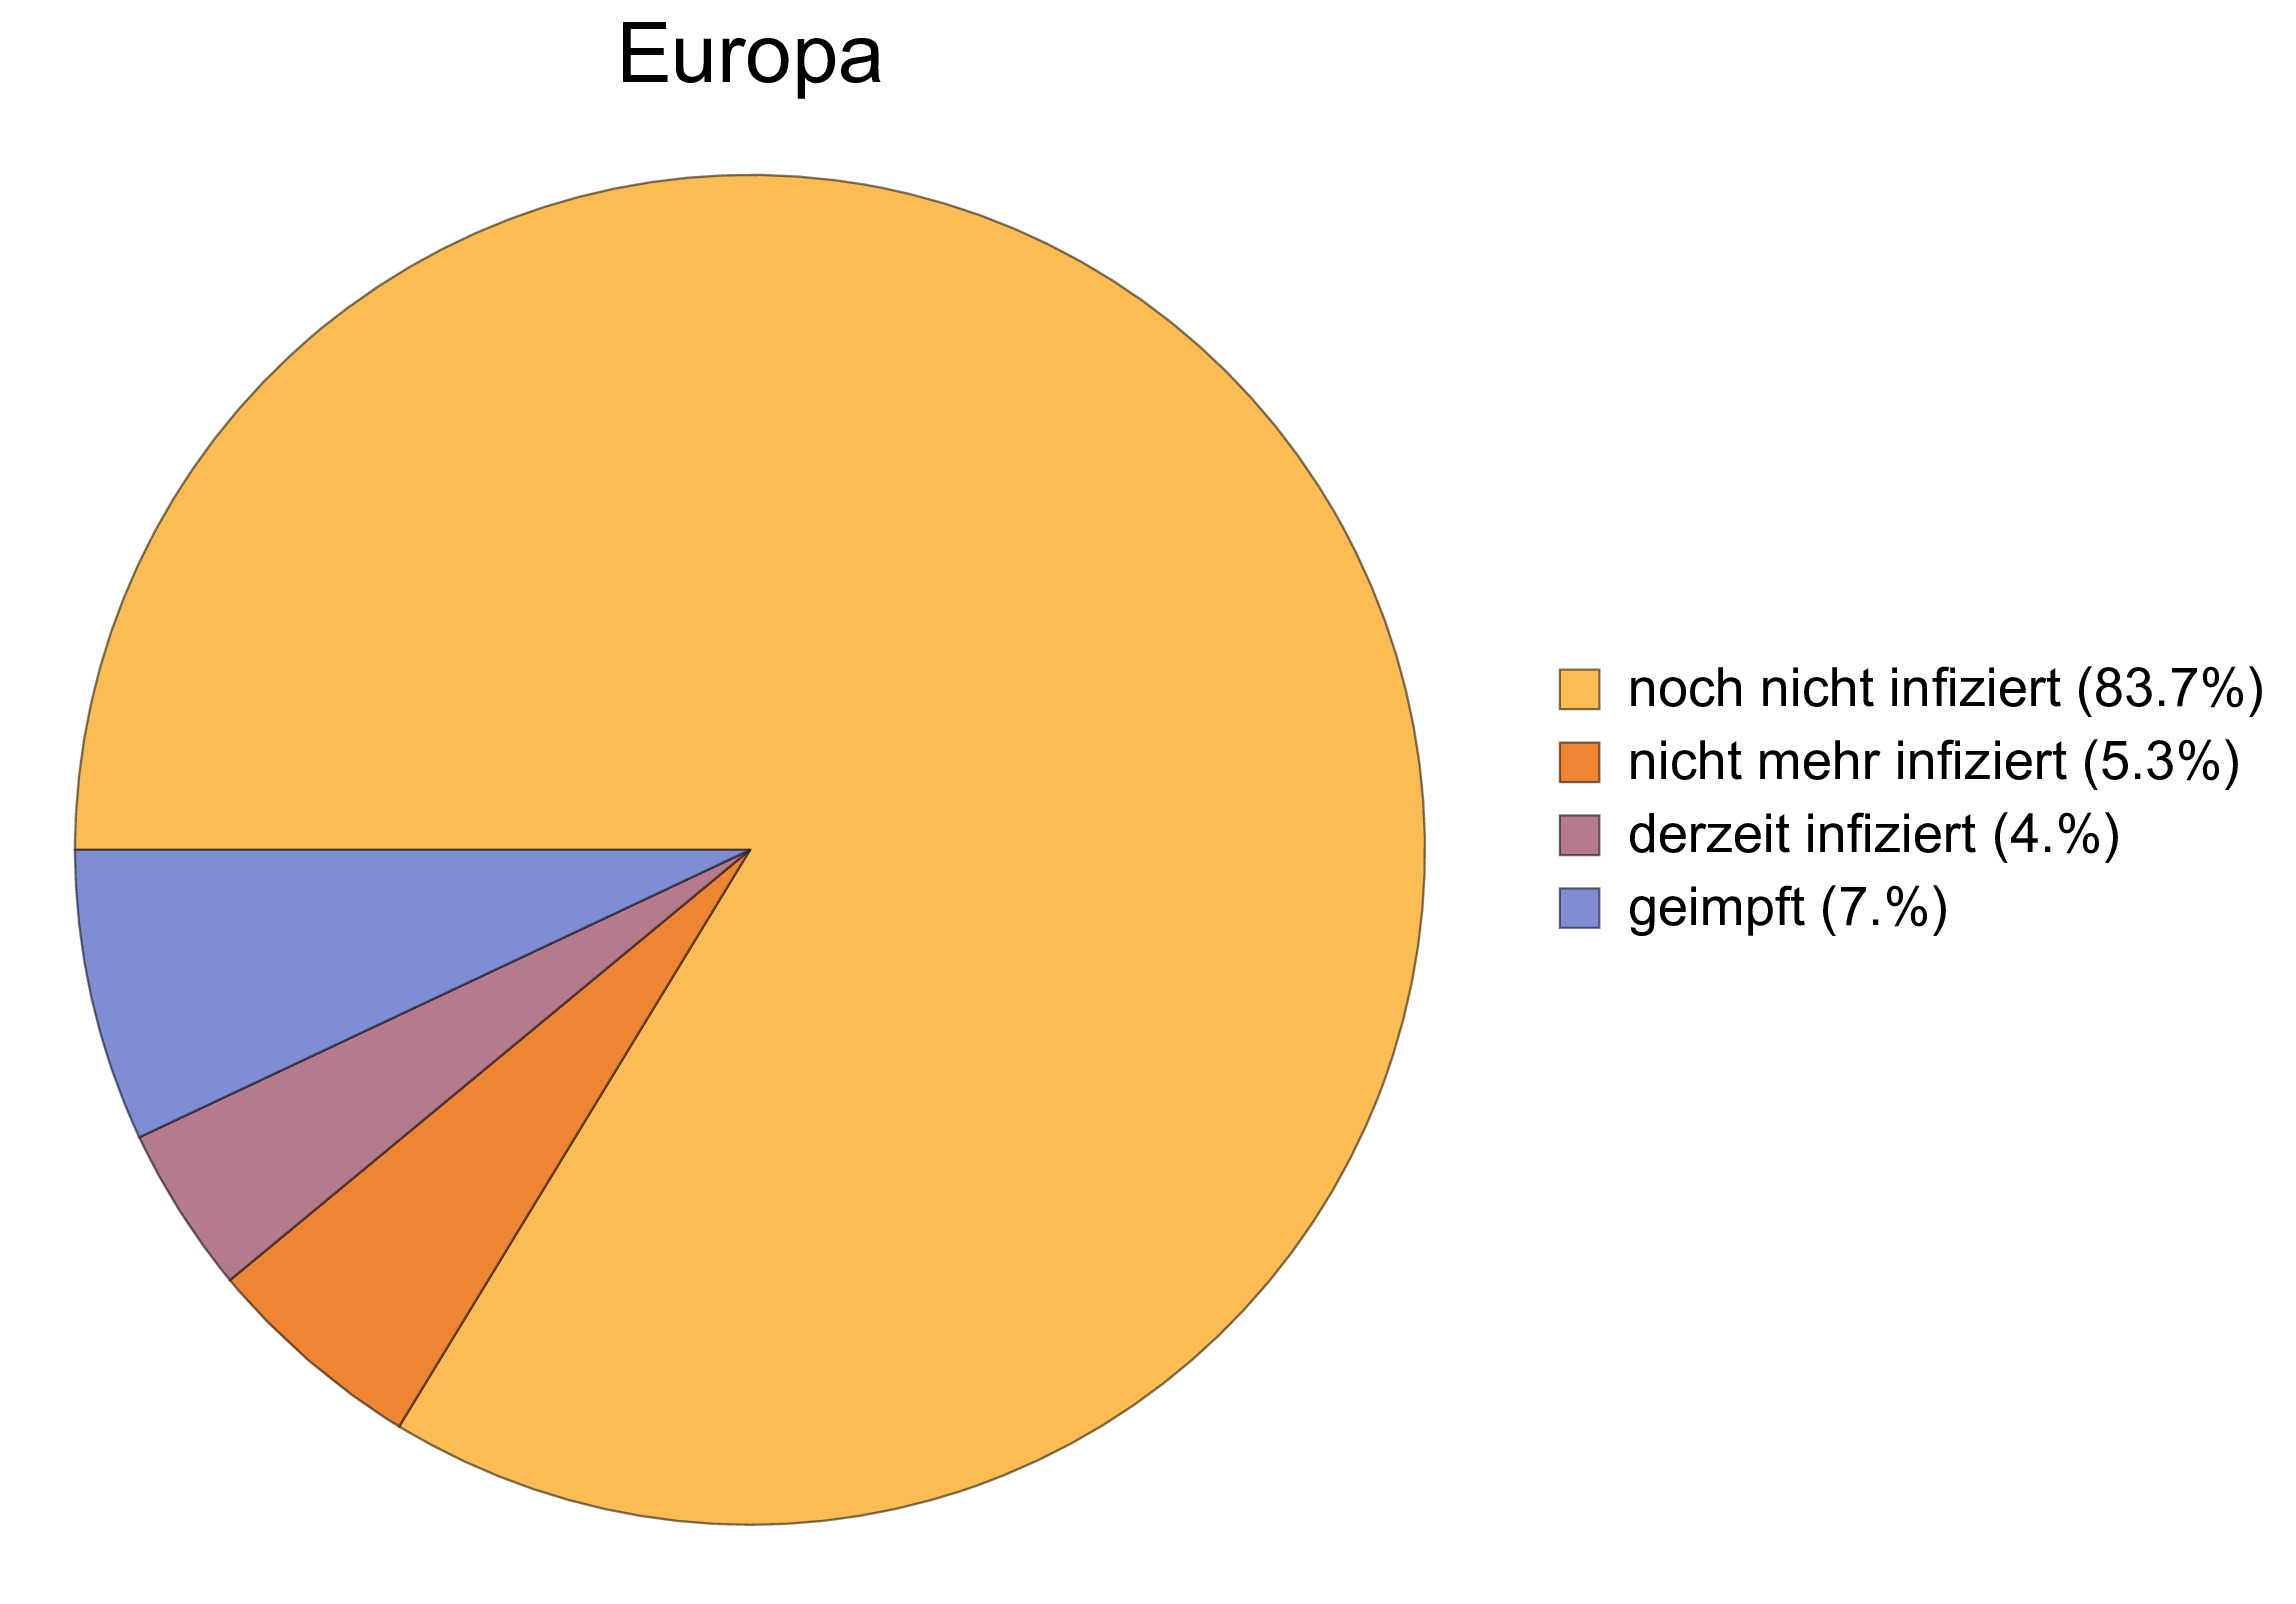 Europa
noch nicht infiziert (83.7%)
nicht mehr infiziert (5.3%)
derzeit infiziert (4.%)
geimpft (7.%)